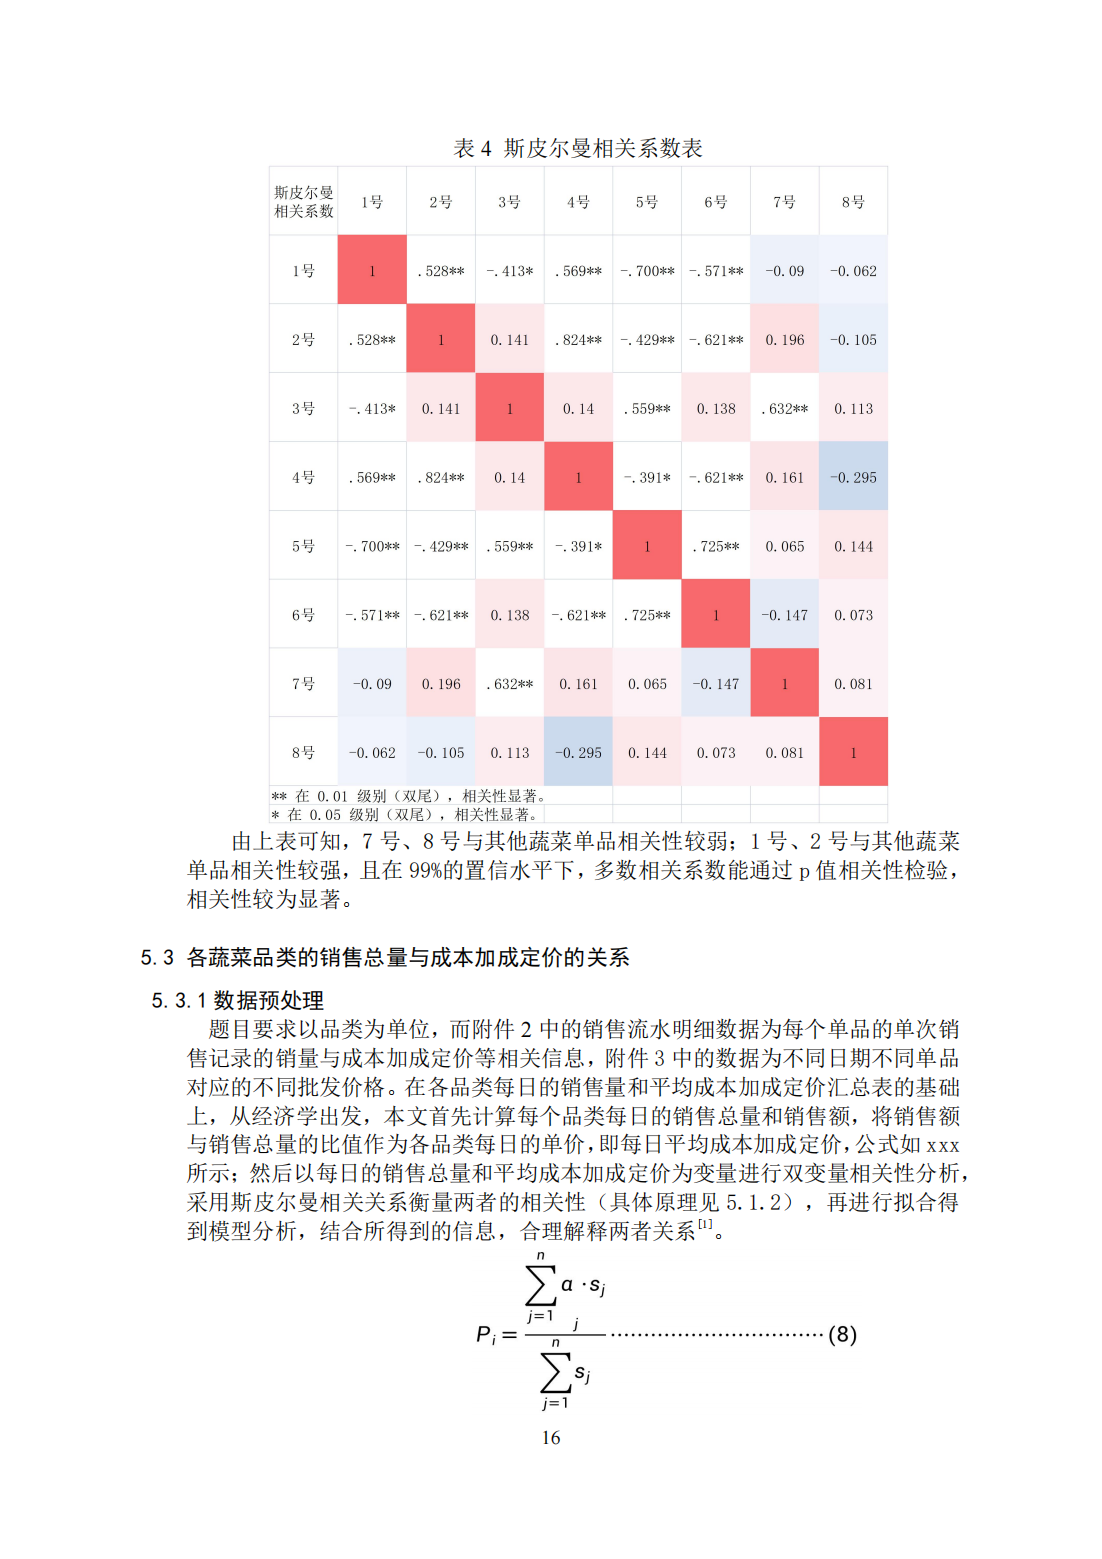 表 4 斯皮尔曼相关系数表
斯皮尔曼相关系数 1号 2号 3号 4号 5号 6号 7号 8号
1号 1 .528** -.413* .569** -.700** -.571** -0.09 -0.062
2号 .528** 1 0.141 .824** -.429** -.621** 0.196 -0.105
3号 -.413* 0.141 1 0.14 .559** 0.138 .632** 0.113
4号 .569** .824** 0.14 1 -.391* -.621** 0.161 -0.295
5号 -.700** -.429** .559** -.391* 1 .725** 0.065 0.144
6号 -.571** -.621** 0.138 -.621** .725** 1 -0.147 0.073
7号 -0.09 0.196 .632** 0.161 0.065 -0.147 1 0.081
8号 -0.062 -0.105 0.113 -0.295 0.144 0.073 0.081 1
** 在 0.01 级别（双尾），相关性显著。
* 在 0.05 级别（双尾），相关性显著。
由上表可知，7 号、8 号与其他蔬菜单品相关性较弱；1 号、2 号与其他蔬菜
单品相关性较强，且在 99%的置信水平下，多数相关系数能通过 p 值相关性检验，
相关性较为显著。
5.3 各蔬菜品类的销售总量与成本加成定价的关系
5.3.1 数据预处理
题目要求以品类为单位，而附件 2 中的销售流水明细数据为每个单品的单次销
售记录的销量与成本加成定价等相关信息，附件 3 中的数据为不同日期不同单品
对应的不同批发价格。在各品类每日的销售量和平均成本加成定价汇总表的基础
上，从经济学出发，本文首先计算每个品类每日的销售总量和销售额，将销售额
与销售总量的比值作为各品类每日的单价，即每日平均成本加成定价，公式如 xxx
所示；然后以每日的销售总量和平均成本加成定价为变量进行双变量相关性分析，
采用斯皮尔曼相关关系衡量两者的相关性（具体原理见 5.1.2），再进行拟合得
到模型分析，结合所得到的信息，合理解释两者关系[1]。
P_i = \frac{\sum_{j=1}^{n} a_j · s_j}{\sum_{j=1}^{n} s_j} ································(8)
16